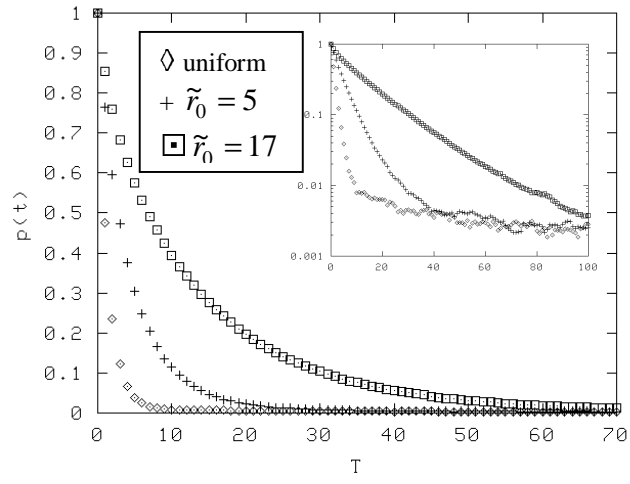 1
0.9
0.8
0.7
0.6
0.5
0.4
0.3
0.2
0.1
0
p(t)
0 10 20 30 40 50 60 70
T
◊ uniform
+ r̃₀ = 5
⊡ r̃₀ = 17
1
0.1
0.01
0.001
0 20 40 60 80 100